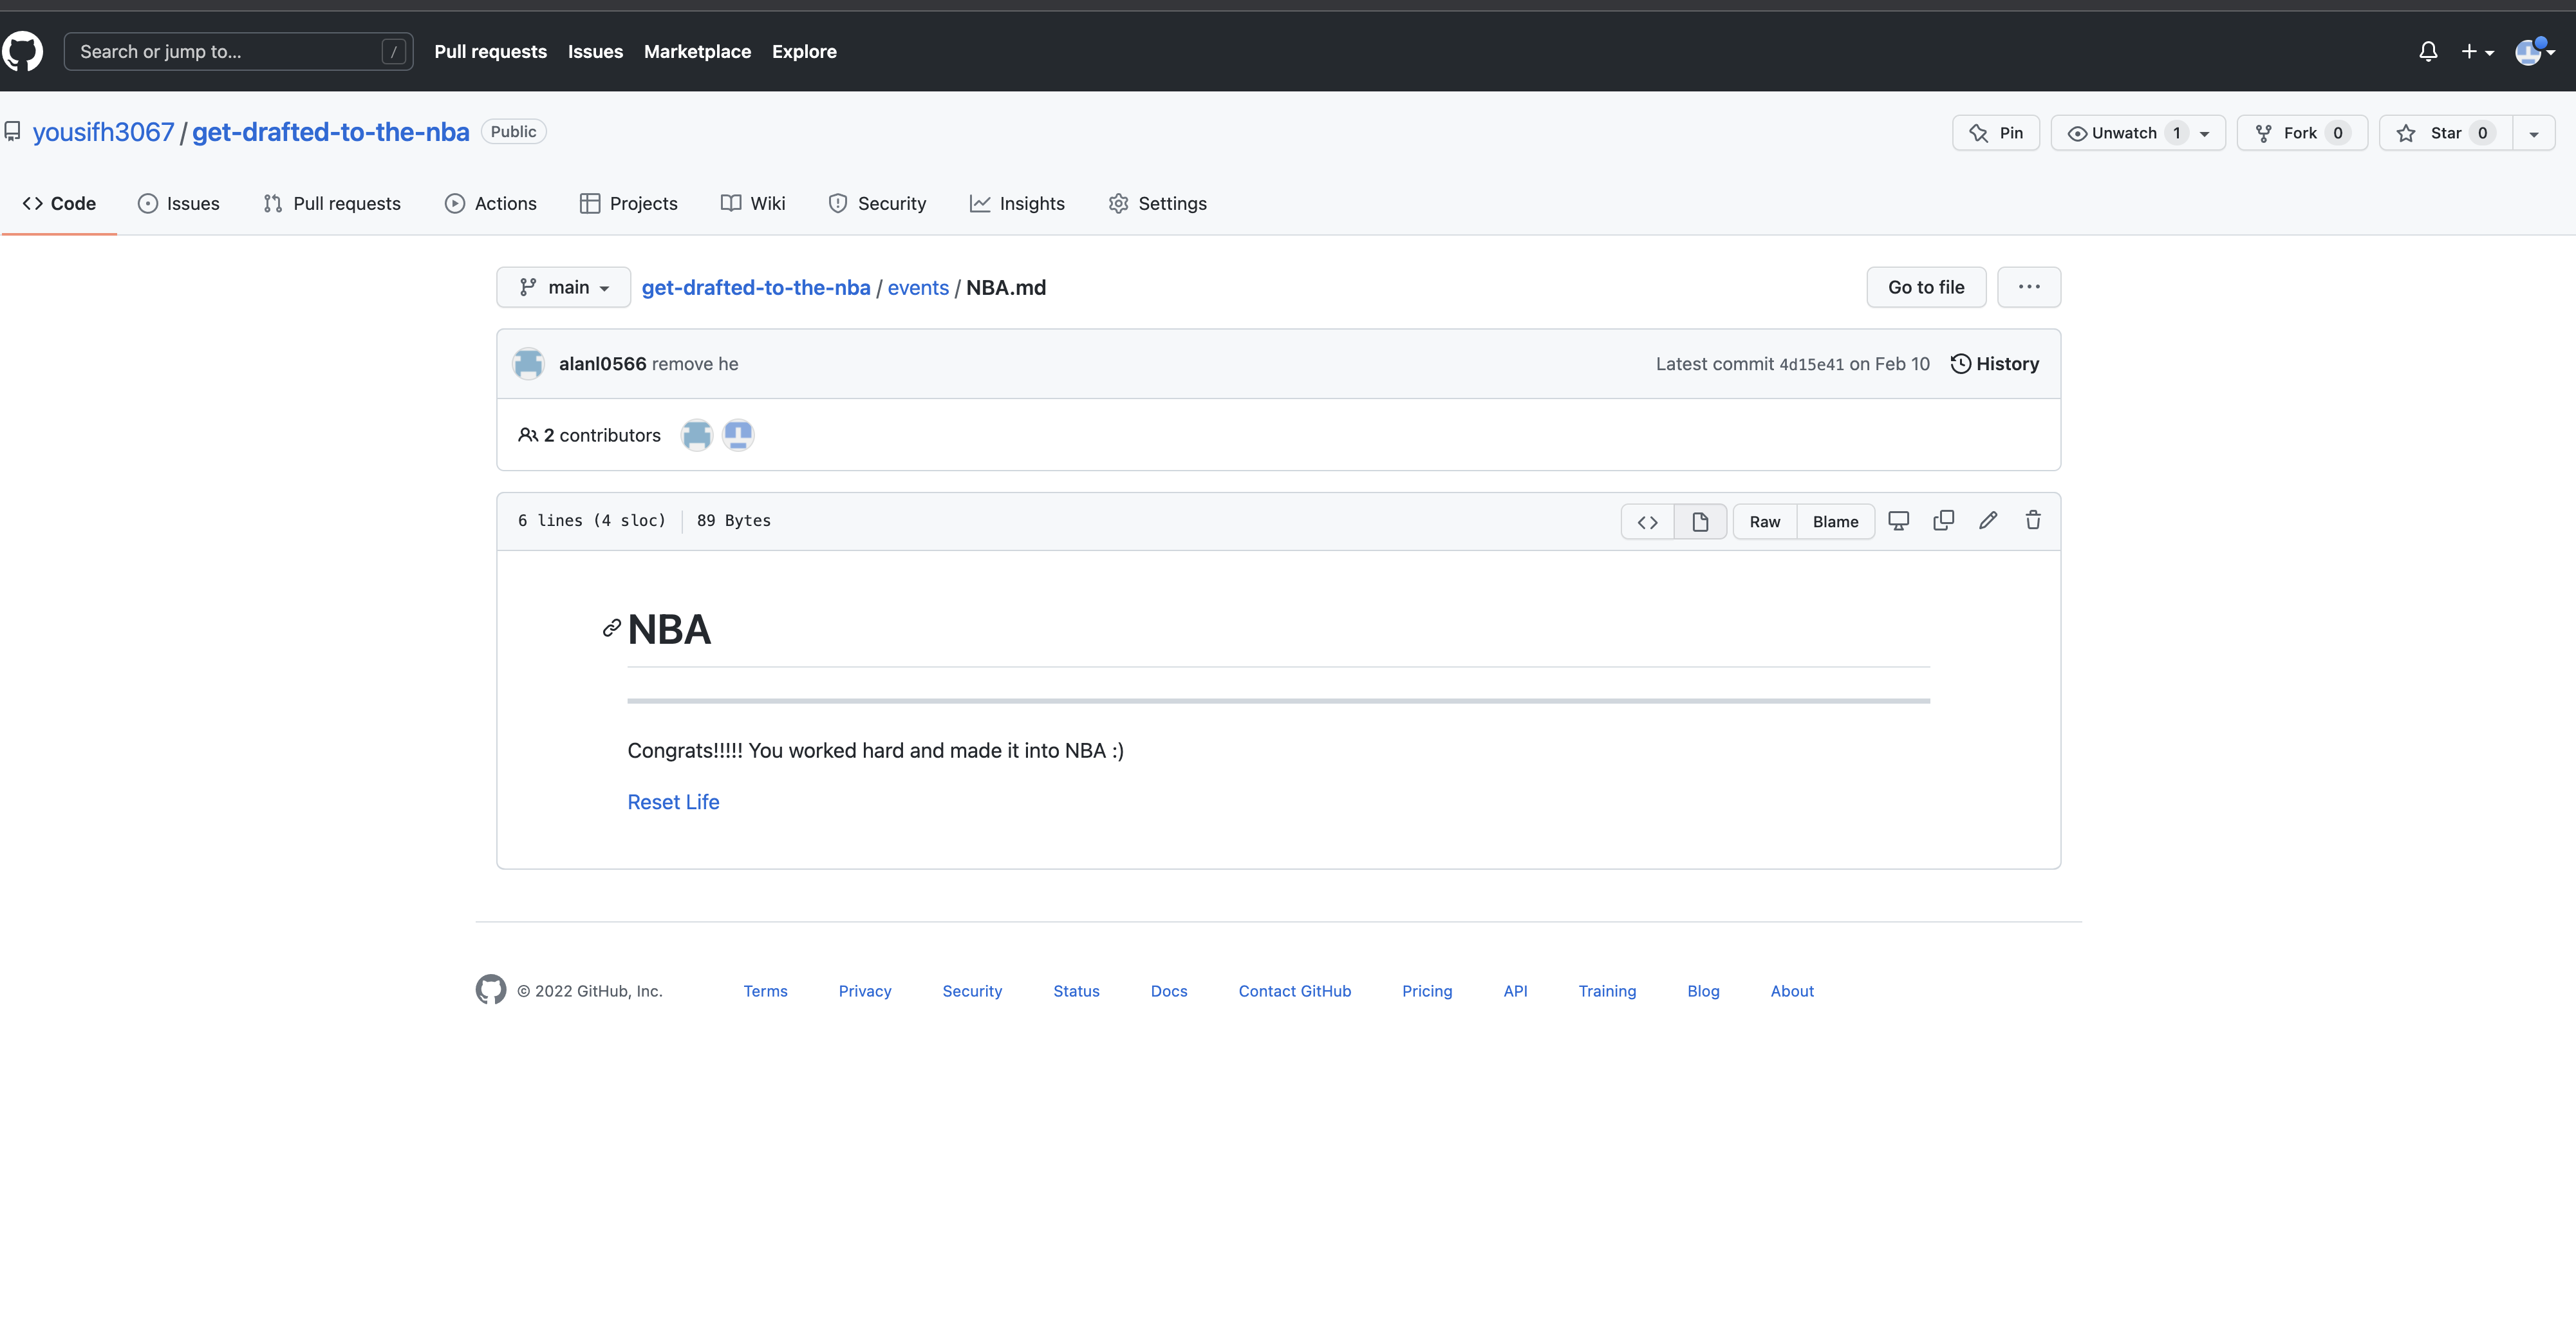 Search or jump to... / Pull requests Issues Marketplace Explore
yousifh3067 / get-drafted-to-the-nba Public Pin Unwatch 1 Fork 0 Star 0
Code Issues Pull requests Actions Projects Wiki Security Insights Settings
main get-drafted-to-the-nba / events / NBA.md Go to file ...
alanl0566 remove he Latest commit 4d15e41 on Feb 10 History
2 contributors
6 lines (4 sloc) 89 Bytes <> Raw Blame
NBA
Congrats!!!!! You worked hard and made it into NBA :)
Reset Life
© 2022 GitHub, Inc. Terms Privacy Security Status Docs Contact GitHub Pricing API Training Blog About